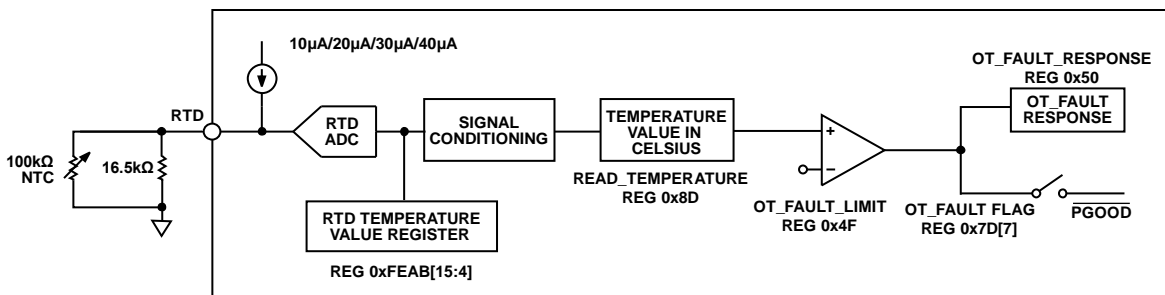 10µA/20µA/30µA/40µA
RTD
RTD
ADC
SIGNAL
CONDITIONING
TEMPERATURE
VALUE IN
CELSIUS
READ_TEMPERATURE
REG 0x8D
+
–
OT_FAULT_LIMIT
REG 0x4F
OT_FAULT_RESPONSE
REG 0x50
OT_FAULT
RESPONSE
OT_FAULT FLAG
REG 0x7D[7]
PGOOD
100kΩ
NTC
16.5kΩ
RTD TEMPERATURE
VALUE REGISTER
REG 0xFEAB[15:4]